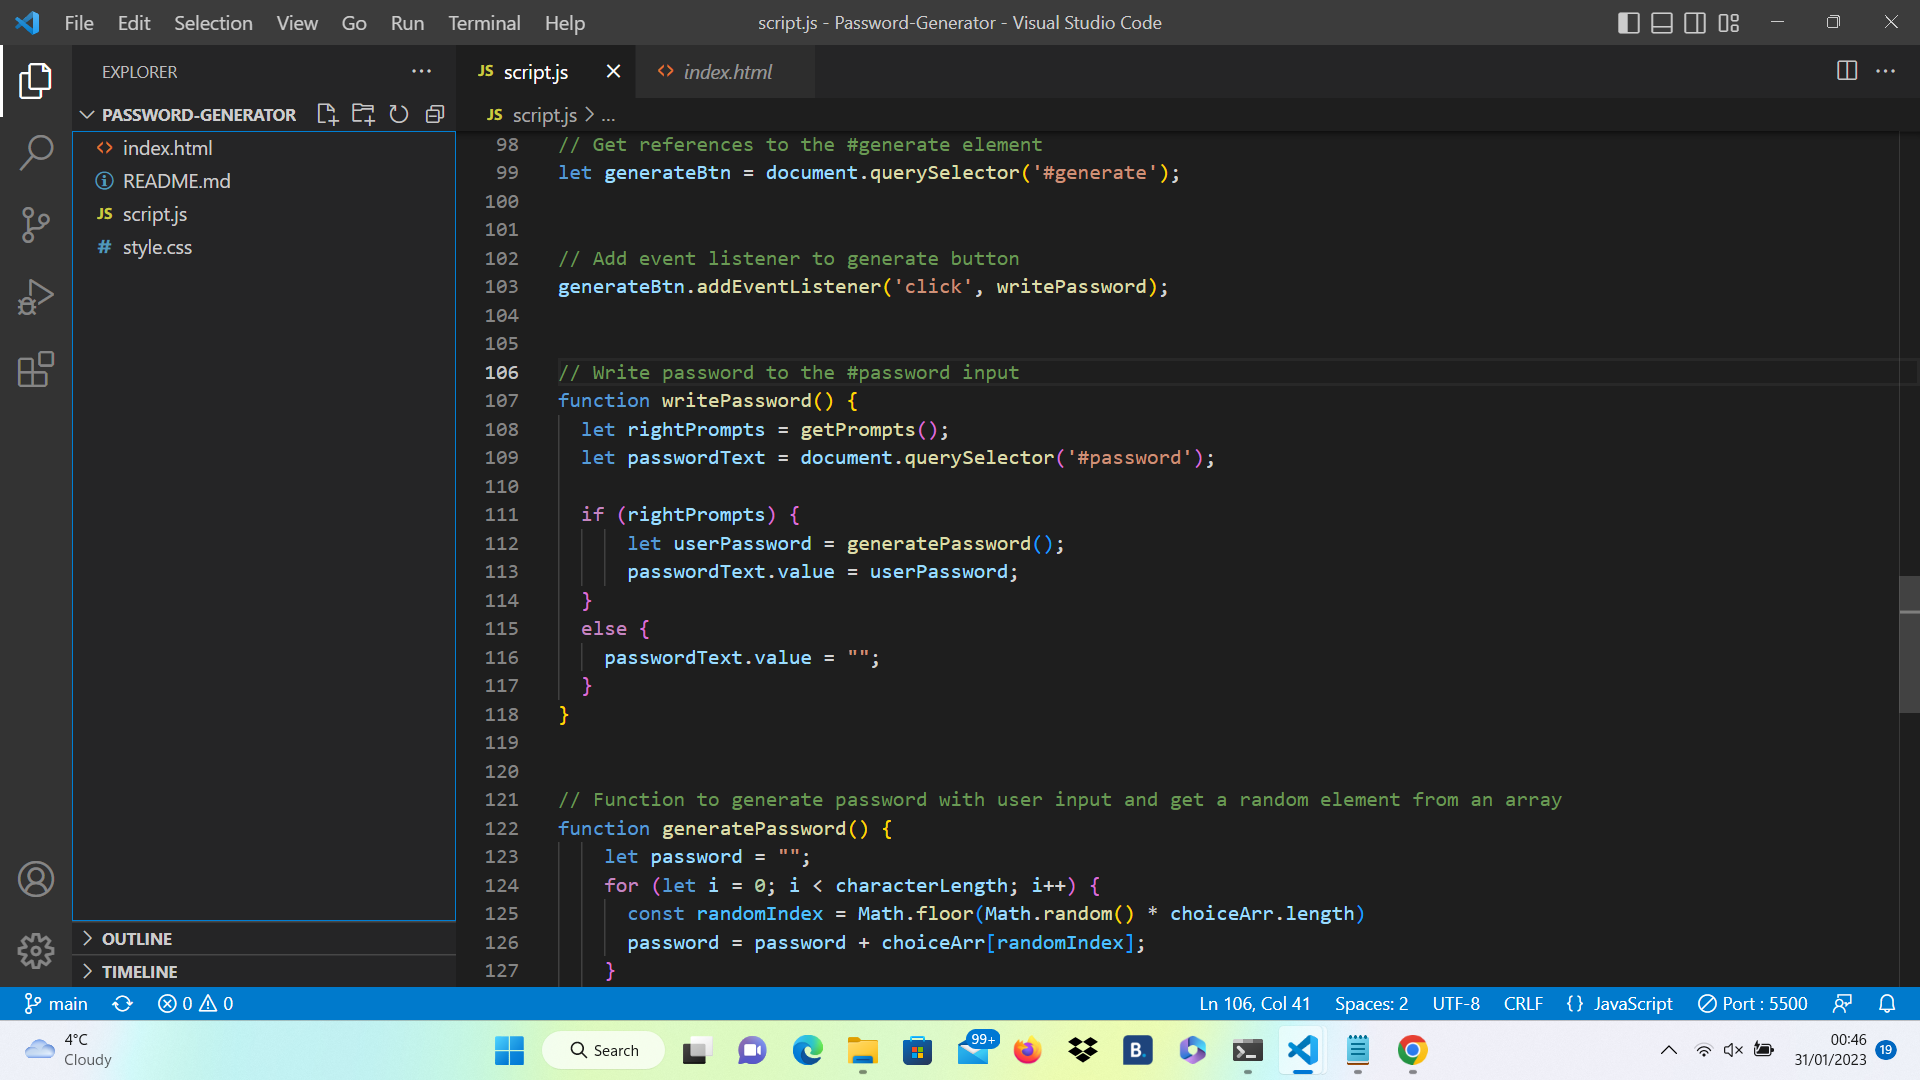 File Edit Selection View Go Run Terminal Help
script.js - Password-Generator - Visual Studio Code
EXPLORER
PASSWORD-GENERATOR
index.html
README.md
JS script.js
# style.css
OUTLINE
TIMELINE
JS script.js
index.html
JS script.js > ...
98 // Get references to the #generate element
99 let generateBtn = document.querySelector('#generate');
100
101
102 // Add event listener to generate button
103 generateBtn.addEventListener('click', writePassword);
104
105
106 // Write password to the #password input
107 function writePassword() {
108 let rightPrompts = getPrompts();
109 let passwordText = document.querySelector('#password');
110
111 if (rightPrompts) {
112 let userPassword = generatePassword();
113 passwordText.value = userPassword;
114 }
115 else {
116 passwordText.value = "";
117 }
118 }
119
120
121 // Function to generate password with user input and get a random element from an array
122 function generatePassword() {
123 let password = "";
124 for (let i = 0; i < characterLength; i++) {
125 const randomIndex = Math.floor(Math.random() * choiceArr.length)
126 password = password + choiceArr[randomIndex];
127 }
main 0 0 Ln 106, Col 41 Spaces: 2 UTF-8 CRLF {} JavaScript Port : 5500
4°C
Cloudy
Search
99+
B.
00:46
31/01/2023
19